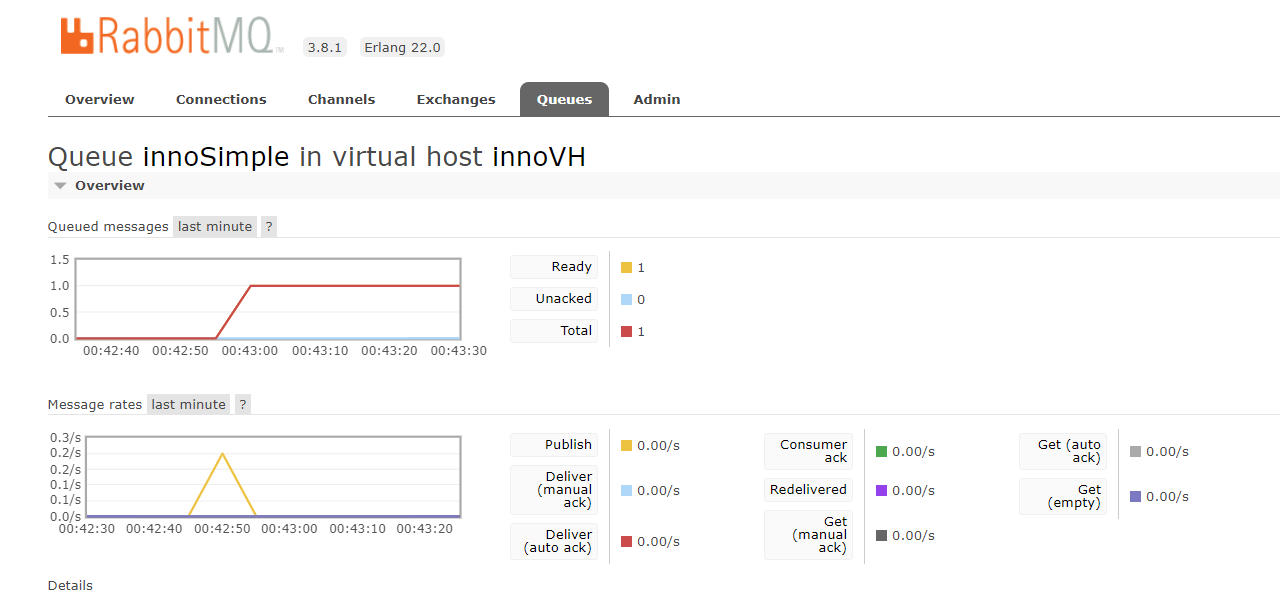 RabbitMQ TM 3.8.1 Erlang 22.0
Overview Connections Channels Exchanges Queues Admin
Queue innoSimple in virtual host innoVH
Overview
Queued messages last minute ?
1.5
1.0
0.5
0.0
00:42:40 00:42:50 00:43:00 00:43:10 00:43:20 00:43:30
Ready 1
Unacked 0
Total 1
Message rates last minute ?
0.3/s
0.2/s
0.2/s
0.1/s
0.1/s
0.0/s
00:42:30 00:42:40 00:42:50 00:43:00 00:43:10 00:43:20
Publish 0.00/s
Deliver
(manual
ack)
0.00/s
Deliver
(auto ack)
0.00/s
Consumer
ack
0.00/s
Redelivered 0.00/s
Get
(manual
ack)
0.00/s
Get (auto
ack)
0.00/s
Get
(empty)
0.00/s
Details